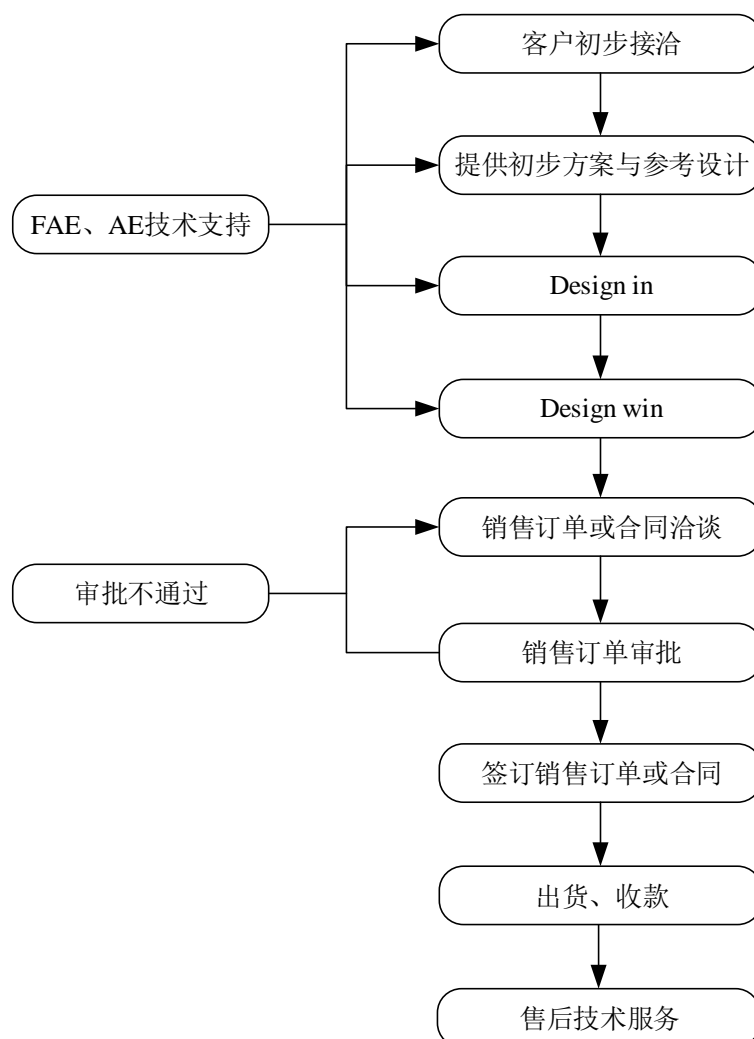 客户初步接洽
提供初步方案与参考设计
FAE、AE技术支持
Design in
Design win
销售订单或合同洽谈
审批不通过
销售订单审批
签订销售订单或合同
出货、收款
售后技术服务